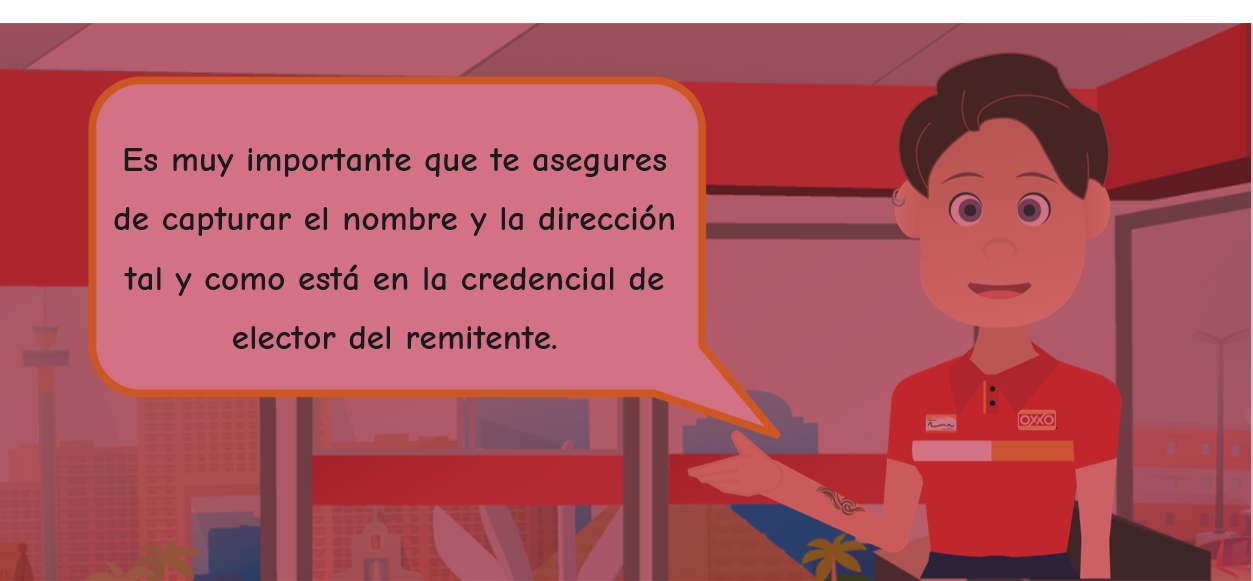 Es muy importante que te asegures
de capturar el nombre y la dirección
tal y como está en la credencial de
elector del remitente.
OXXO